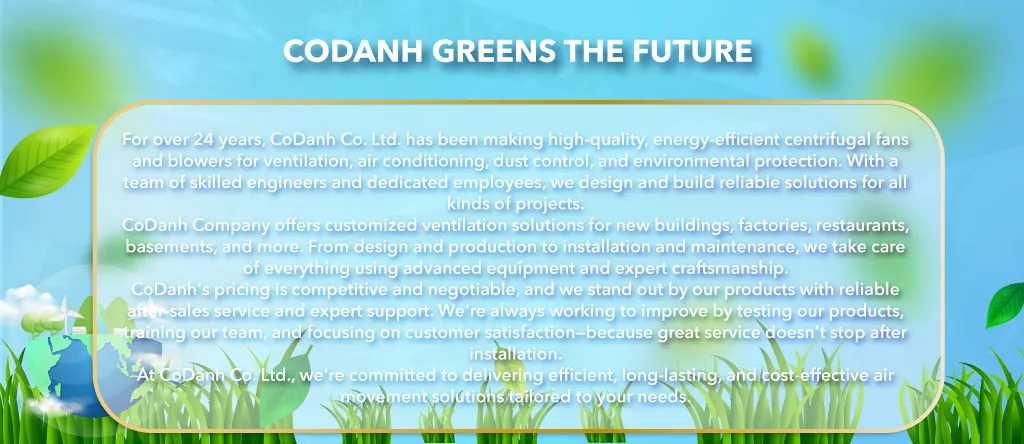 CODANH GREENS THE FUTURE
For over 24 years, CoDanh Co. Ltd. has been making high-quality, energy-efficient centrifugal fans
and blowers for ventilation, air conditioning, dust control, and environmental protection. With a
team of skilled engineers and dedicated employees, we design and build reliable solutions for all
kinds of projects.
CoDanh Company offers customized ventilation solutions for new buildings, factories, restaurants,
basements, and more. From design and production to installation and maintenance, we take care
of everything using advanced equipment and expert craftsmanship.
CoDanh's pricing is competitive and negotiable, and we stand out by our products with reliable
after-sales service and expert support. We're always working to improve by testing our products,
training our team, and focusing on customer satisfaction—because great service doesn't stop after
installation.
At CoDanh Co. Ltd., we're committed to delivering efficient, long-lasting, and cost-effective air
movement solutions tailored to your needs.